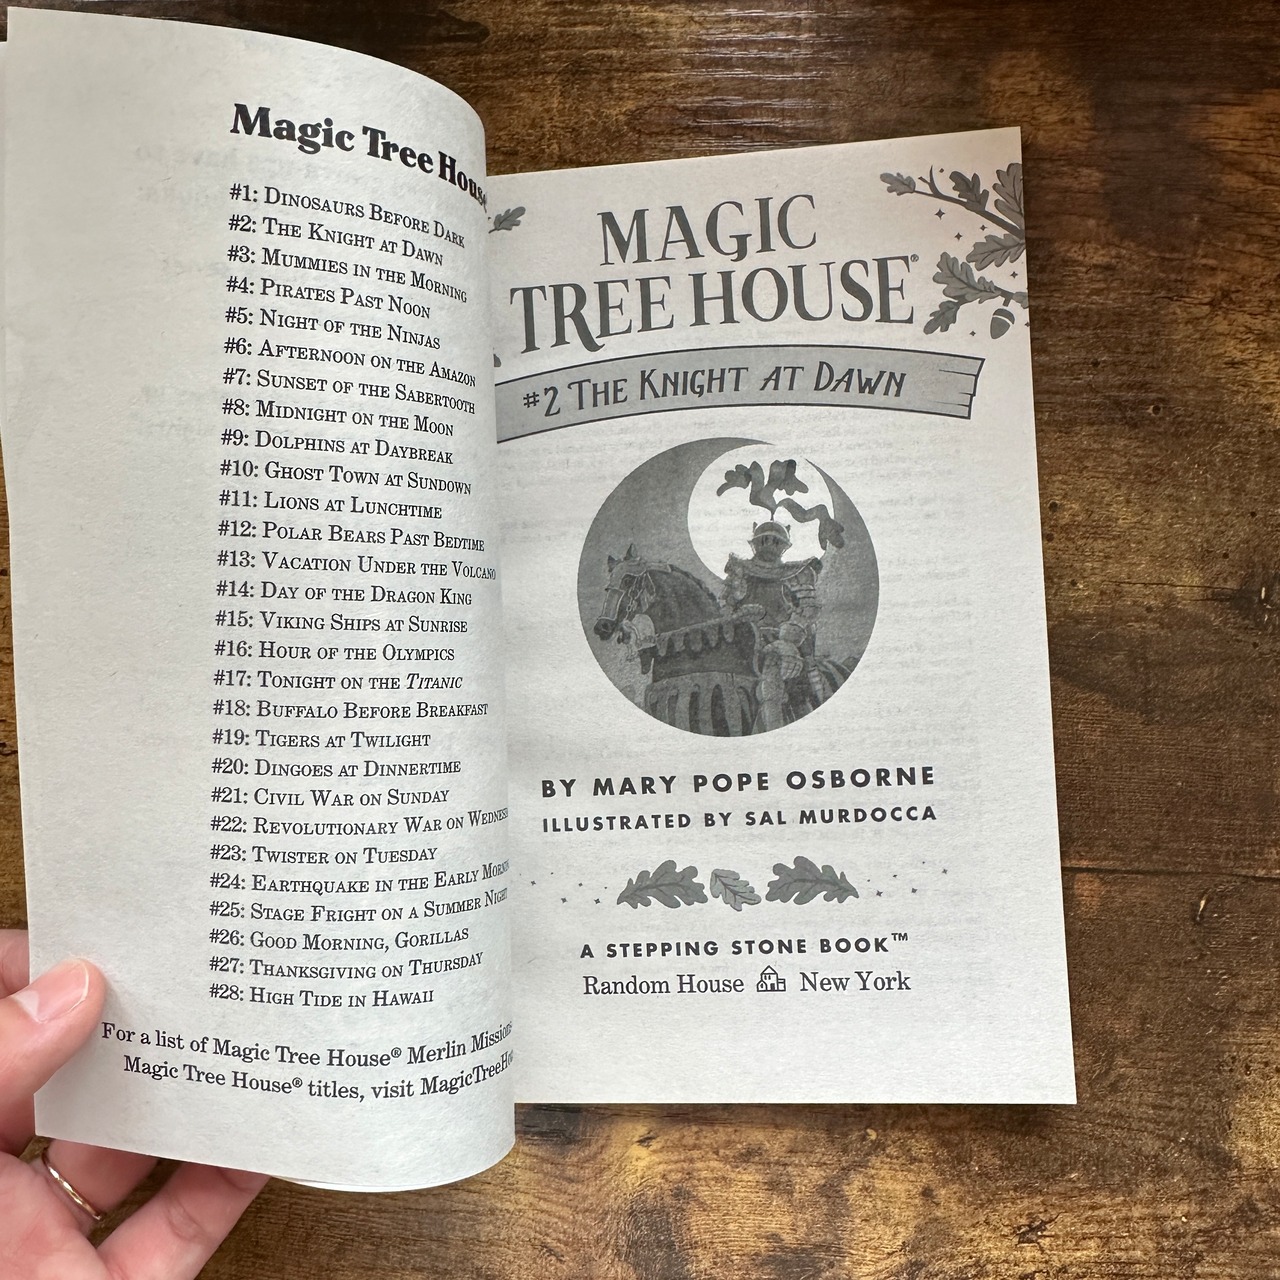 Magic Tree House
#1: Dinosaurs Before Dark
#2: The Knight at Dawn
#3: Mummies in the Morning
#4: Pirates Past Noon
#5: Night of the Ninjas
#6: Afternoon on the Amazon
#7: Sunset of the Sabertooth
#8: Midnight on the Moon
#9: Dolphins at Daybreak
#10: Ghost Town at Sundown
#11: Lions at Lunchtime
#12: Polar Bears Past Bedtime
#13: Vacation Under the Volcano
#14: Day of the Dragon King
#15: Viking Ships at Sunrise
#16: Hour of the Olympics
#17: Tonight on the Titanic
#18: Buffalo Before Breakfast
#19: Tigers at Twilight
#20: Dingoes at Dinnertime
#21: Civil War on Sunday
#22: Revolutionary War on
#23: Twister on Tuesday
#24: Earthquake in the Early
#25: Stage Fright on a Summer Night
#26: Good Morning, Gorillas
#27: Thanksgiving on Thursday
#28: High Tide in Hawaii
For a list of Magic Tree House® Merlin Missions
Magic Tree House® titles, visit
MAGIC
TREE HOUSE®
#2 THE KNIGHT AT DAWN
BY MARY POPE OSBORNE
ILLUSTRATED BY SAL MURDOCCA
A STEPPING STONE BOOK™
Random House New York